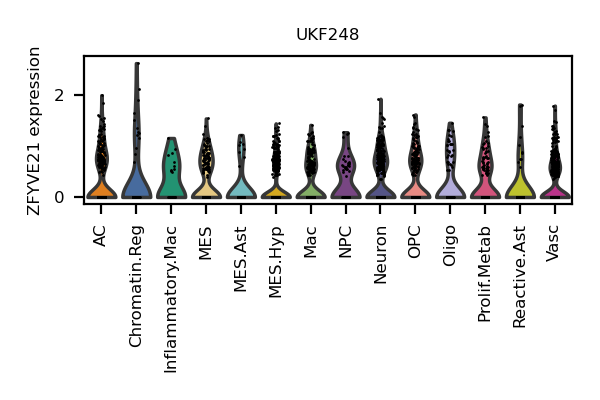 UKF248
ZFYVE21 expression
2
0
AC
Chromatin.Reg
Inflammatory.Mac
MES
MES.Ast
MES.Hyp
Mac
NPC
Neuron
OPC
Oligo
Prolif.Metab
Reactive.Ast
Vasc